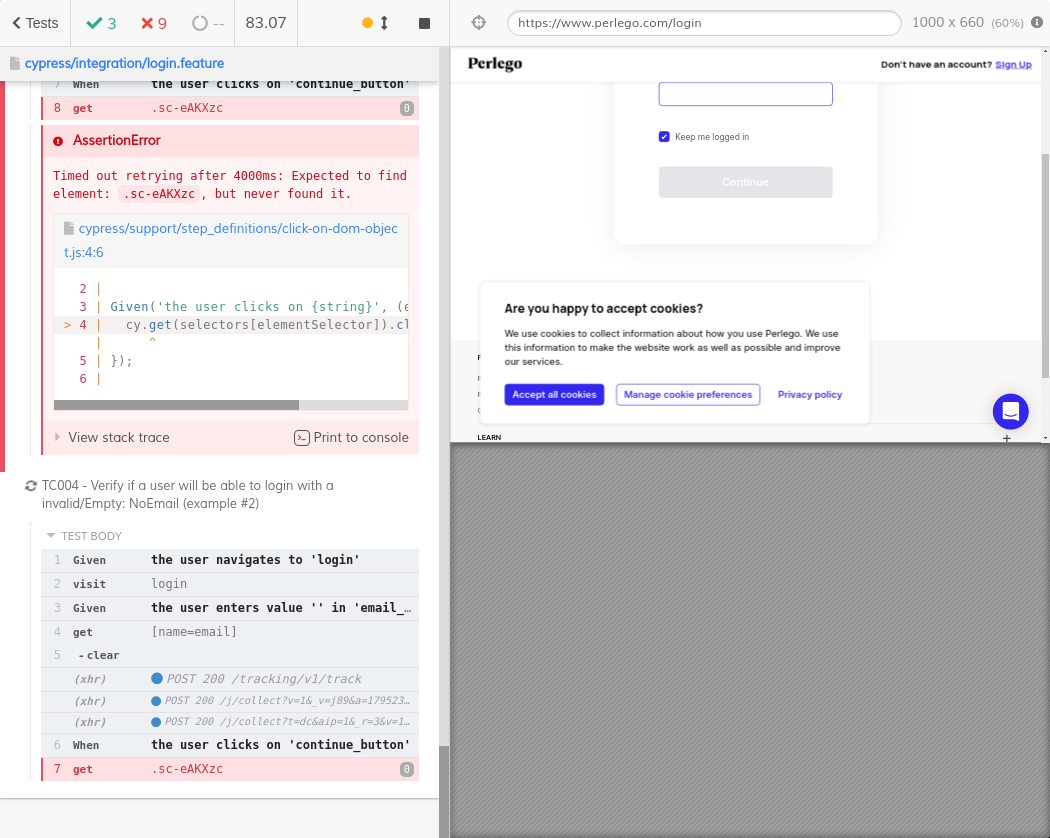 Tests
3
9
--
83.07
https://www.perlego.com/login
1000 x 660 (60%)
cypress/integration/login.feature
7 When the user clicks on 'continue_button'
8 get .sc-eAKXzc 0
AssertionError
Timed out retrying after 4000ms: Expected to find
element: .sc-eAKXzc, but never found it.
cypress/support/step_definitions/click-on-dom-objec
t.js:4:6
2 |
3 | Given('the user clicks on {string}', (e
> 4 | cy.get(selectors[elementSelector]).cl
| ^
5 | });
6 |
View stack trace
Print to console
TC004 - Verify if a user will be able to login with a
invalid/Empty: NoEmail (example #2)
TEST BODY
1 Given the user navigates to 'login'
2 visit login
3 Given the user enters value '' in 'email_…
4 get [name=email]
5 -clear
(xhr) POST 200 /tracking/v1/track
(xhr) POST 200 /j/collect?v=1&_v=j89&a=179523…
(xhr) POST 200 /j/collect?t=dc&aip=1&_r=3&v=1…
6 When the user clicks on 'continue_button'
7 get .sc-eAKXzc 0
Perlego
Don't have an account? Sign Up
Keep me logged in
Continue
Are you happy to accept cookies?
We use cookies to collect information about how you use Perlego. We use
this information to make the website work as well as possible and improve
our services.
Accept all cookies
Manage cookie preferences
Privacy policy
LEARN
+